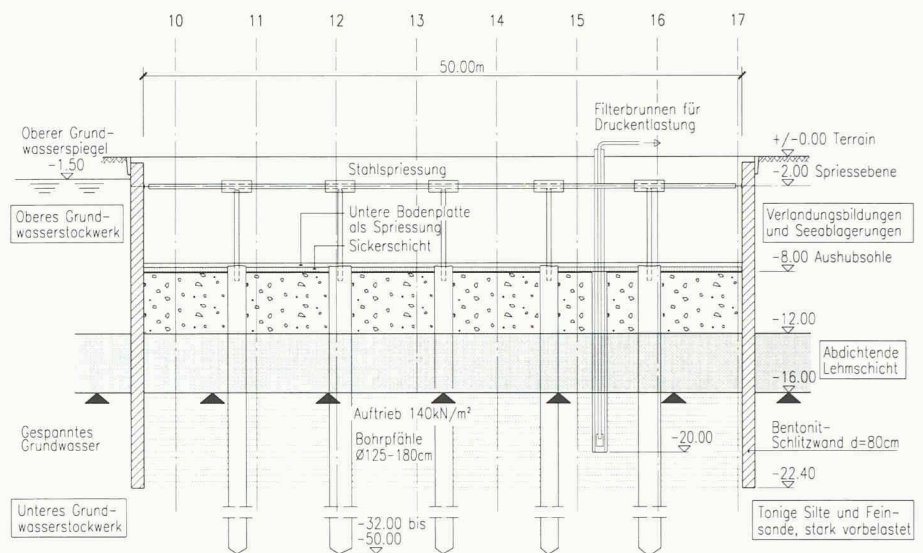 10 11 12 13 14 15 16 17
50.00m
Filterbrunnen für
Druckentlastung
Oberer Grund-
wasserspiegel
-1.50
+/-0.00 Terrain
Stahlspriessung
-2.00 Spriessebene
Oberes Grund-
wasserstockwerk
Untere Bodenplatte
als Spriessung
Sickerschicht
Verlandungsbildungen
und Seeablagerungen
-8.00 Aushubsohle
-12.00
Abdichtende
Lehmschicht
-16.00
Auftrieb 140kN/m²
Gespanntes
Grundwasser
Bohrpfähle
Ø125-180cm
-20.00
Bentonit-
Schlitzwand d=80cm
-22.40
Unteres Grund-
wasserstockwerk
-32.00 bis
-50.00
Tonige Silte und Fein-
sande, stark vorbelastet